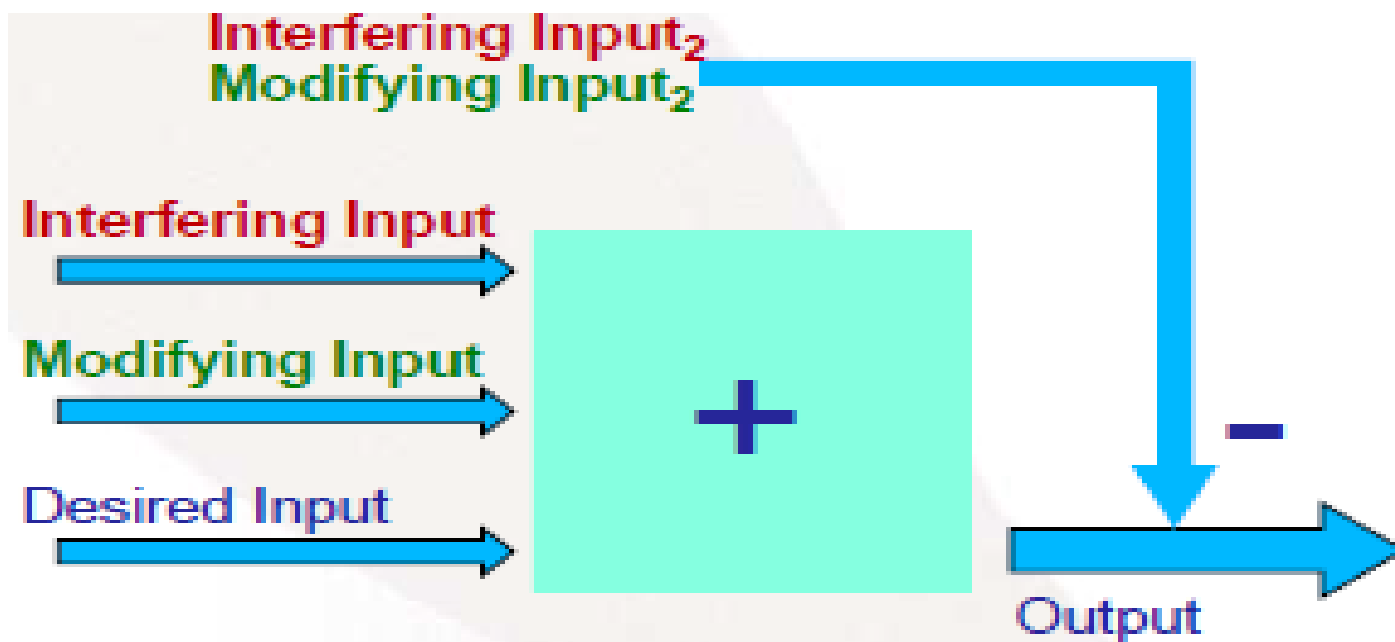 Interfering Input₂
Modifying Input₂
Interfering Input
Modifying Input
+
−
Desired Input
Output